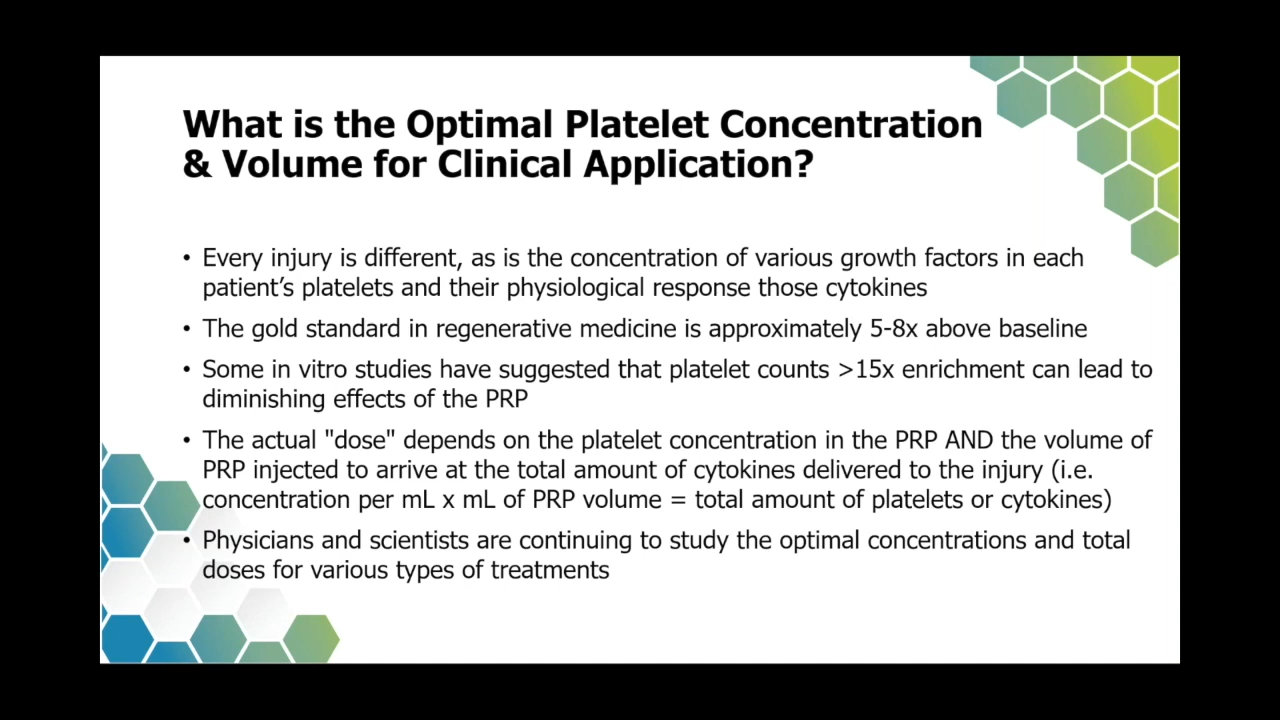 What is the Optimal Platelet Concentration
& Volume for Clinical Application?
• Every injury is different, as is the concentration of various growth factors in each
patient’s platelets and their physiological response those cytokines
• The gold standard in regenerative medicine is approximately 5-8x above baseline
• Some in vitro studies have suggested that platelet counts >15x enrichment can lead to
diminishing effects of the PRP
• The actual "dose" depends on the platelet concentration in the PRP AND the volume of
PRP injected to arrive at the total amount of cytokines delivered to the injury (i.e.
concentration per mL x mL of PRP volume = total amount of platelets or cytokines)
• Physicians and scientists are continuing to study the optimal concentrations and total
doses for various types of treatments